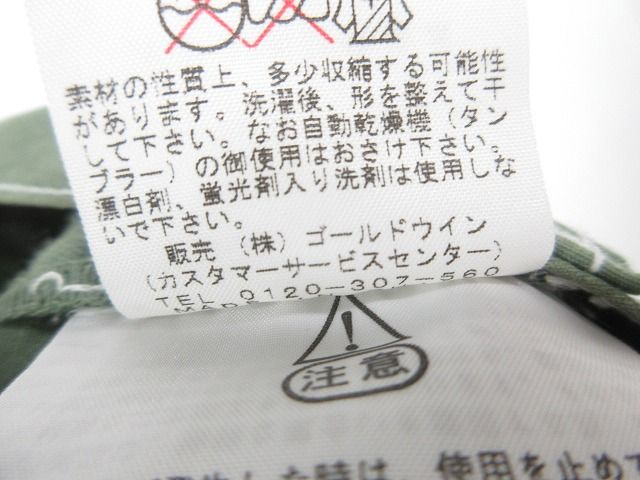 素材の性質上、多少収縮する可能性
があります。洗濯後、形を整えて干
して下さい。なお自動乾燥機（タン
ブラー）の御使用はおさけ下さい。
漂白剤、蛍光剤入り洗剤は使用しな
いで下さい。
販売（株）ゴールドウイン
（カスタマーサービスセンター）
TEL 0120-307-560
注意
した時は、使用を止めて